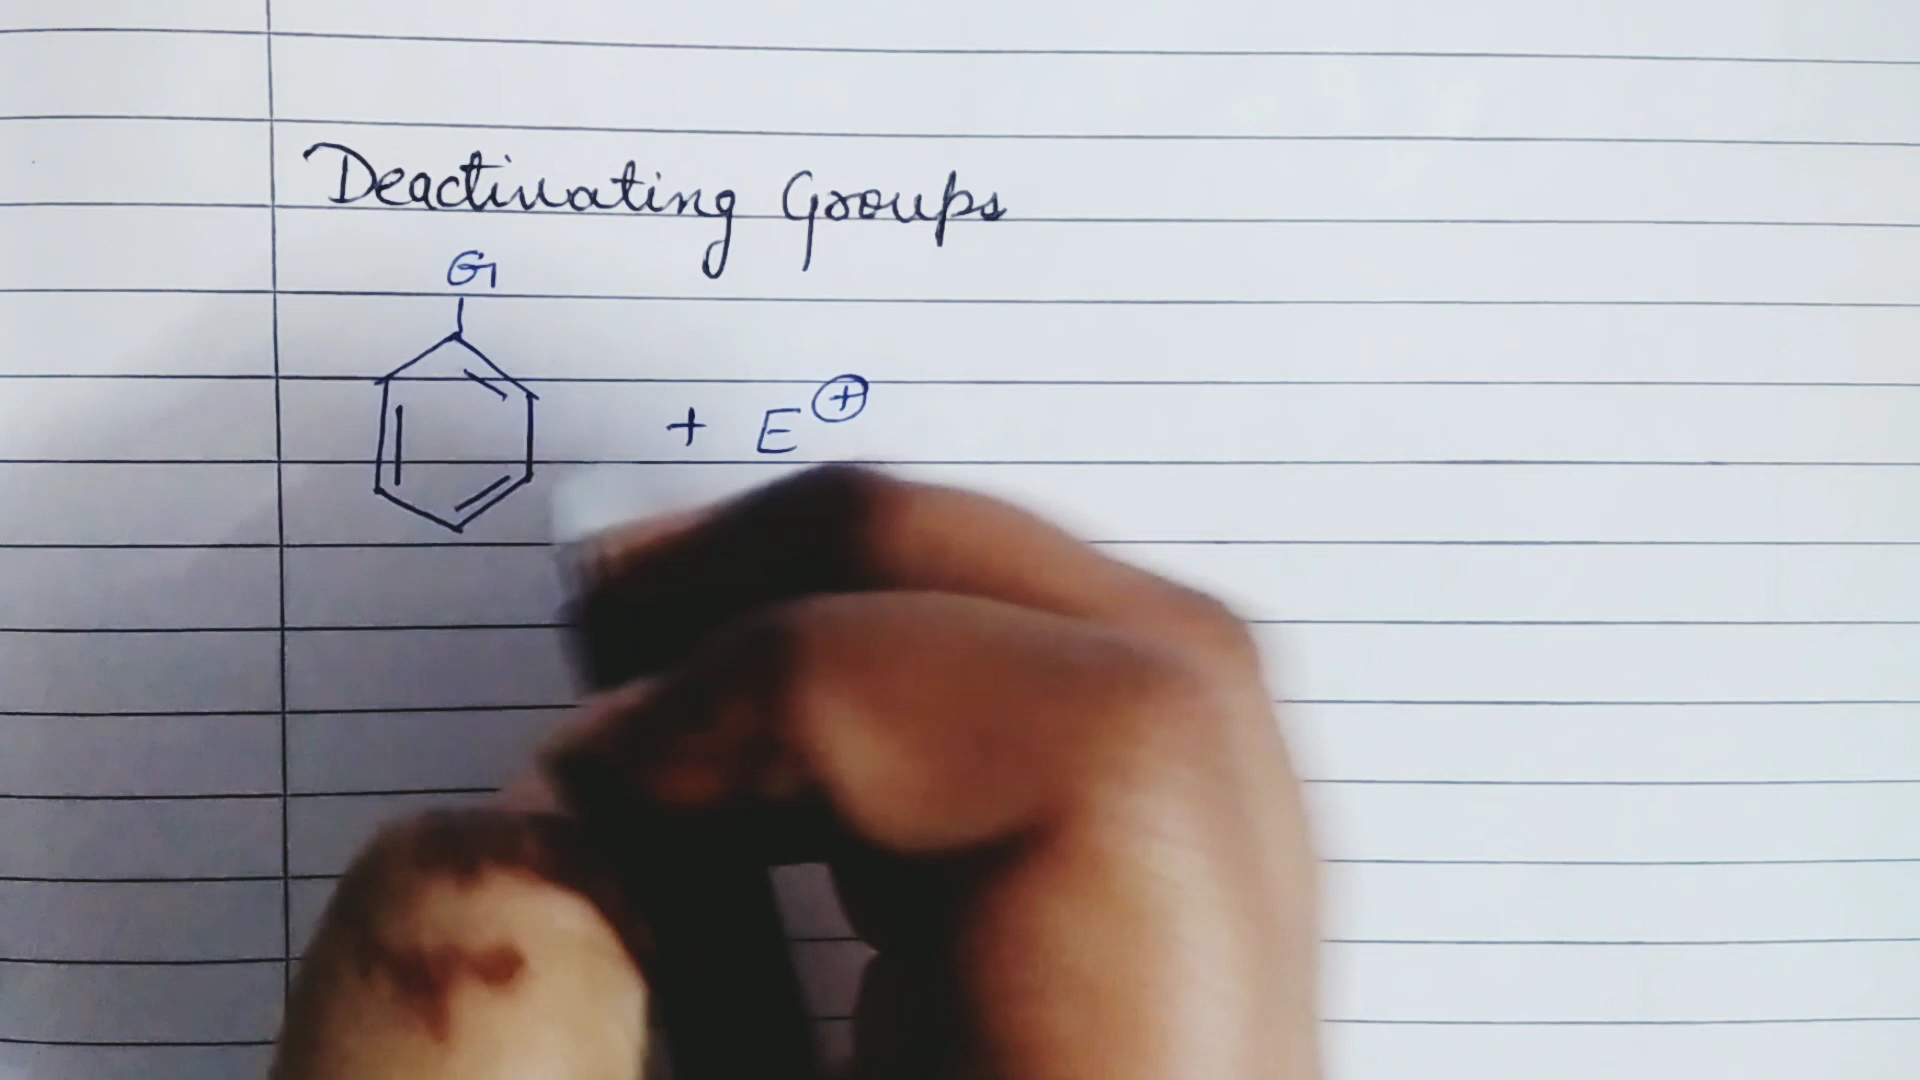 Deactivating Groups
G
+ E⊕